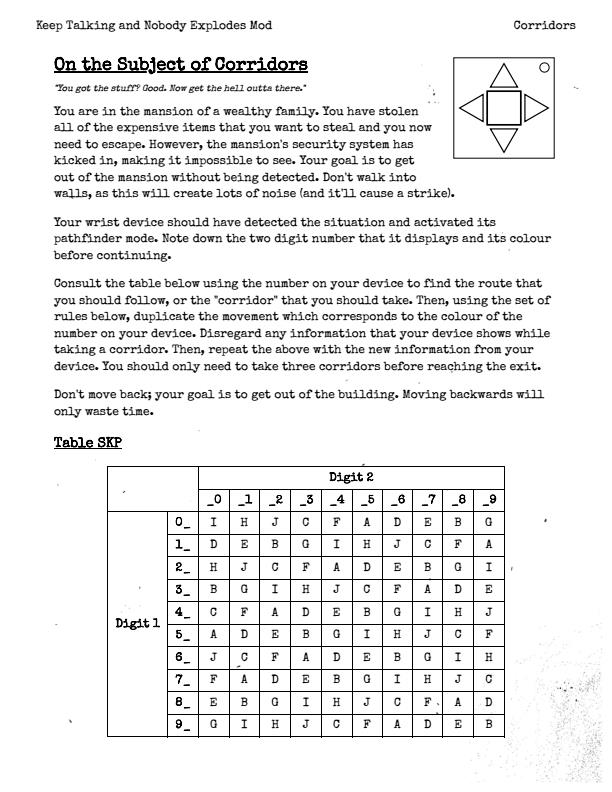 Keep Talking and Nobody Explodes Mod Corridors
On the Subject of Corridors
"You got the stuff? Good. Now get the hell outta there."
You are in the mansion of a wealthy family. You have stolen
all of the expensive items that you want to steal and you now
need to escape. However, the mansion's security system has
kicked in, making it impossible to see. Your goal is to get
out of the mansion without being detected. Don't walk into
walls, as this will create lots of noise (and it'll cause a strike).
Your wrist device should have detected the situation and activated its
pathfinder mode. Note down the two digit number that it displays and its colour
before continuing.
Consult the table below using the number on your device to find the route that
you should follow, or the "corridor" that you should take. Then, using the set of
rules below, duplicate the movement which corresponds to the colour of the
number on your device. Disregard any information that your device shows while
taking a corridor. Then, repeat the above with the new information from your
device. You should only need to take three corridors before reaching the exit.
Don't move back; your goal is to get out of the building. Moving backwards will
only waste time.
Table SKP
Digit 2
_0 _1 _2 _3 _4 _5 _6 _7 _8 _9
0_ I H J C F A D E B G
1_ D E B G I H J C F A
2_ H J C F A D E B G I
3_ B G I H J C F A D E
4_ C F A D E B G I H J
Digit 1
5_ A D E B G I H J C F
6_ J C F A D E B G I H
7_ F A D E B G I H J C
8_ E B G I H J C F A D
9_ G I H J C F A D E B